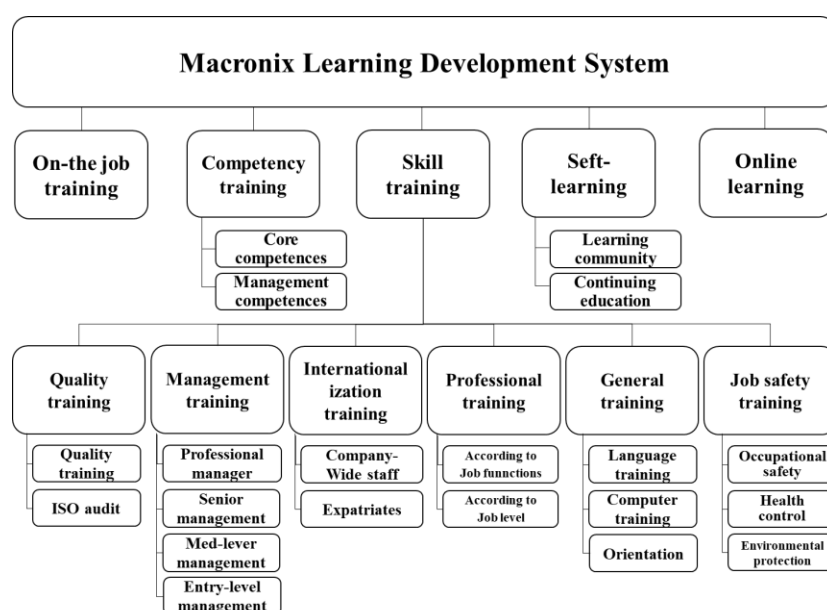 Macronix Learning Development System
On-the job
training
Competency
training
Skill
training
Seft-
learning
Online
learning
Core
competences
Management
competences
Learning
community
Continuing
education
Quality
training
Management
training
International
ization
training
Professional
training
General
training
Job safety
training
Quality
training
ISO audit
Professional
manager
Senior
management
Med-lever
management
Entry-level
management
Company-
Wide staff
Expatriates
According to
Job funnctions
According to
Job level
Language
training
Computer
training
Orientation
Occupational
safety
Health
control
Environmental
protection